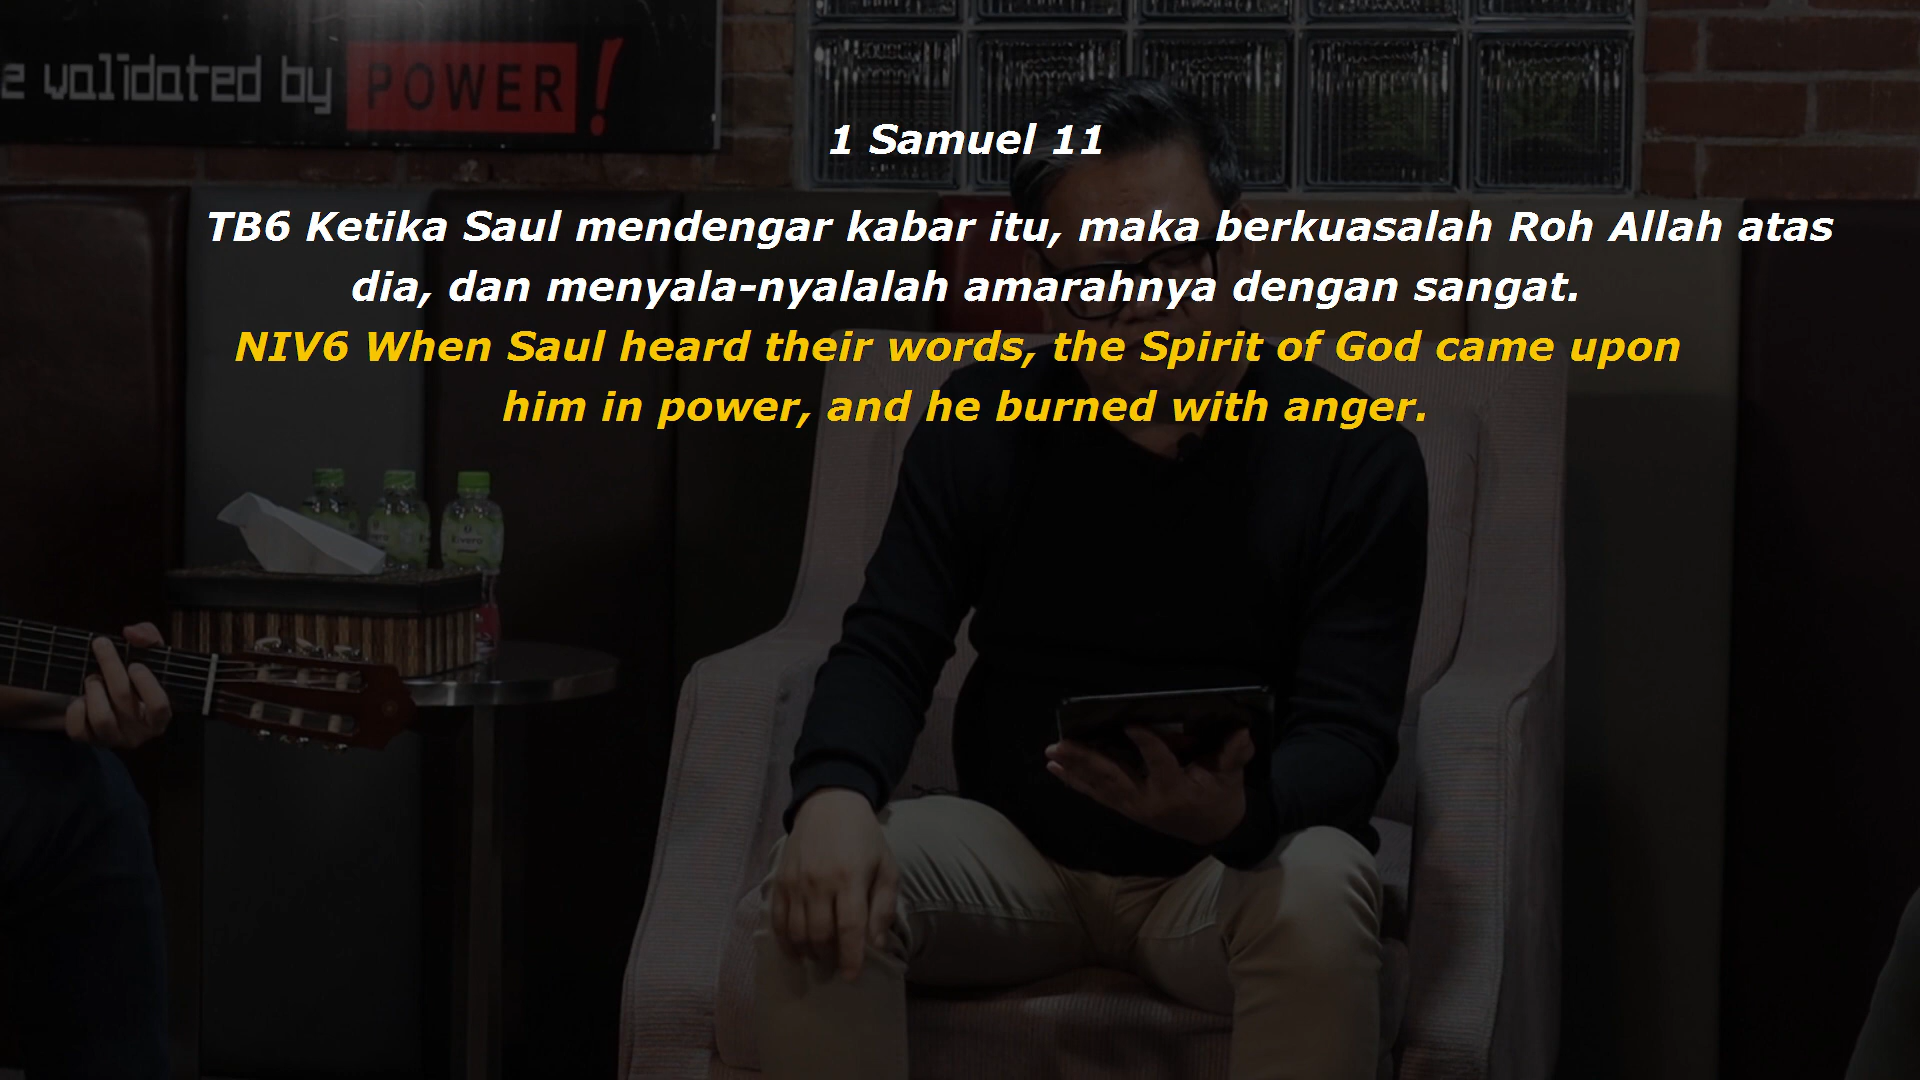 validated by POWER!
1 Samuel 11
TB6 Ketika Saul mendengar kabar itu, maka berkuasalah Roh Allah atas
dia, dan menyala-nyalalah amarahnya dengan sangat.
NIV6 When Saul heard their words, the Spirit of God came upon
him in power, and he burned with anger.